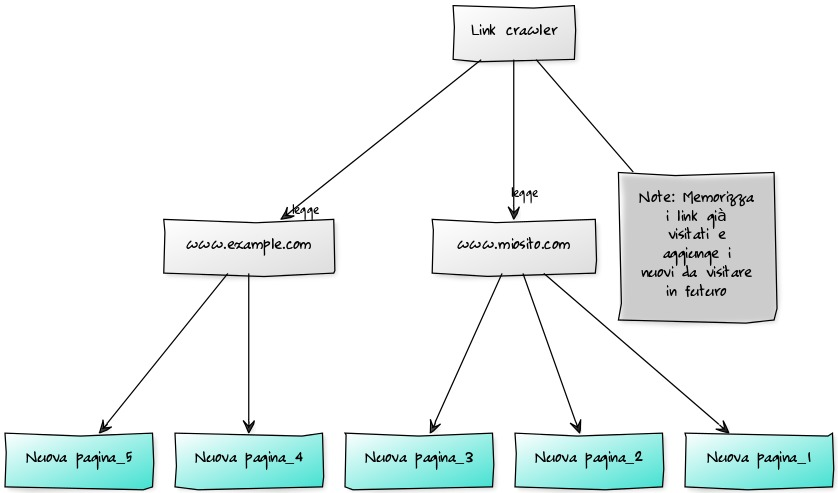 Link crawler
legge
legge
Note: Memorizza
i link già
visitati e
aggiunge i
nuovi da visitare
in futuro
www.example.com
www.miosito.com
Nuova pagina_5
Nuova pagina_4
Nuova pagina_3
Nuova pagina_2
Nuova pagina_1